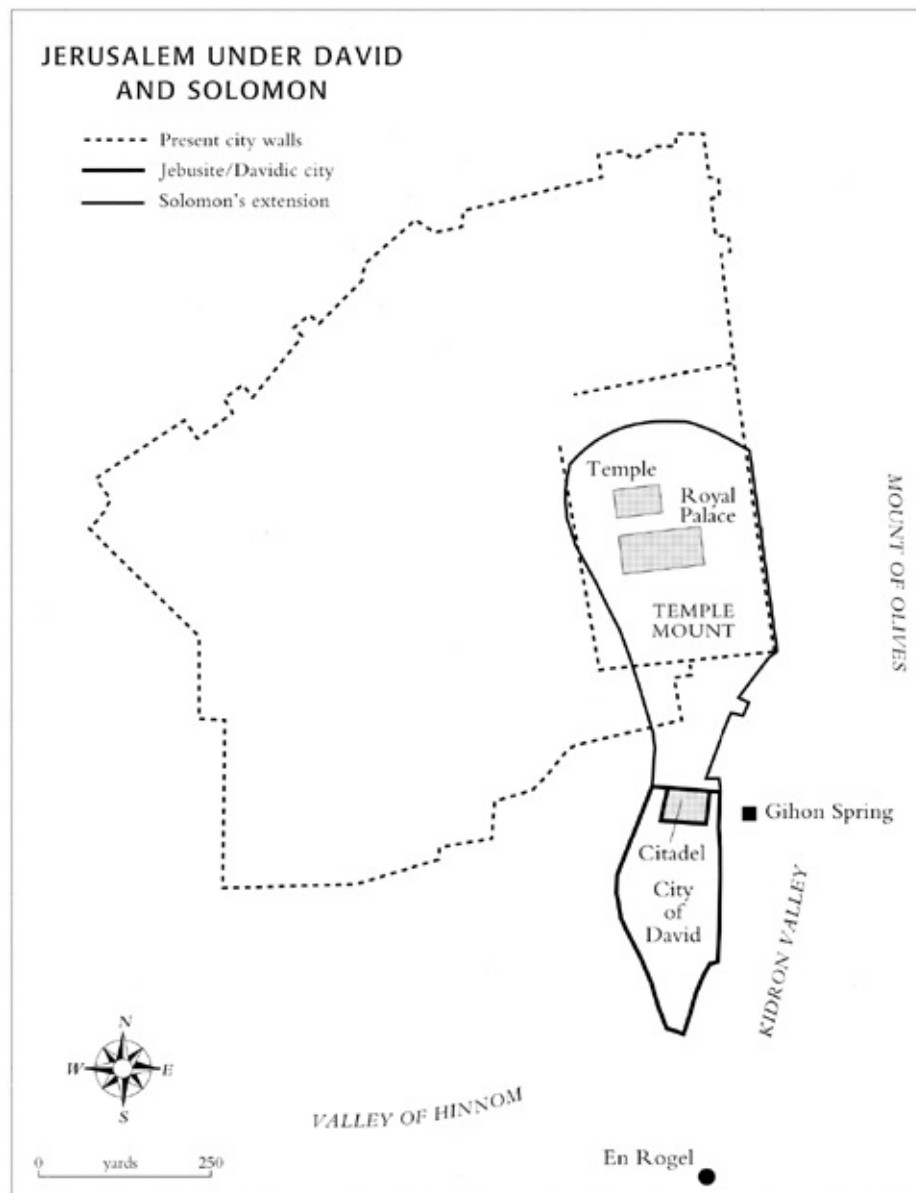 JERUSALEM UNDER DAVID
AND SOLOMON
Present city walls
Jebusite/Davidic city
Solomon's extension
Temple
Royal
Palace
TEMPLE
MOUNT
MOUNT OF OLIVES
Gihon Spring
Citadel
City
of
David
KIDRON VALLEY
N
W
E
S
VALLEY OF HINNOM
0 yards 250
En Rogel